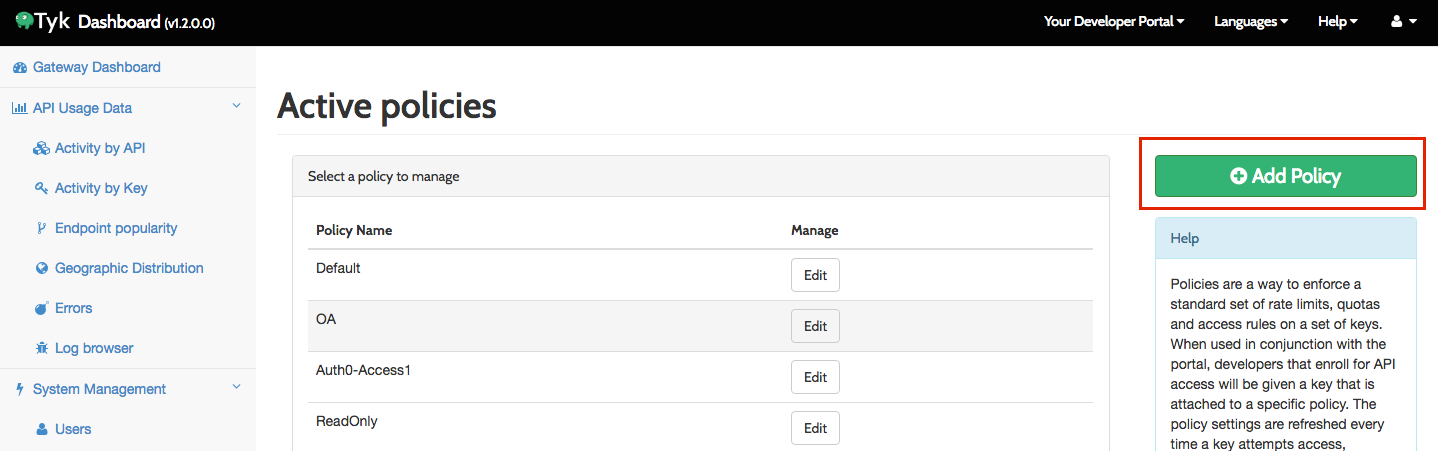 Tyk Dashboard (v1.2.0.0)
Your Developer Portal
Languages
Help
Gateway Dashboard
API Usage Data
Activity by API
Activity by Key
Endpoint popularity
Geographic Distribution
Errors
Log browser
System Management
Users
Active policies
Select a policy to manage
Policy Name Manage
Default Edit
OA Edit
Auth0-Access1 Edit
ReadOnly Edit
Add Policy
Help
Policies are a way to enforce a
standard set of rate limits, quotas
and access rules on a set of keys.
When used in conjunction with the
portal, developers that enroll for API
access will be given a key that is
attached to a specific policy. The
policy settings are refreshed every
time a key attempts access,